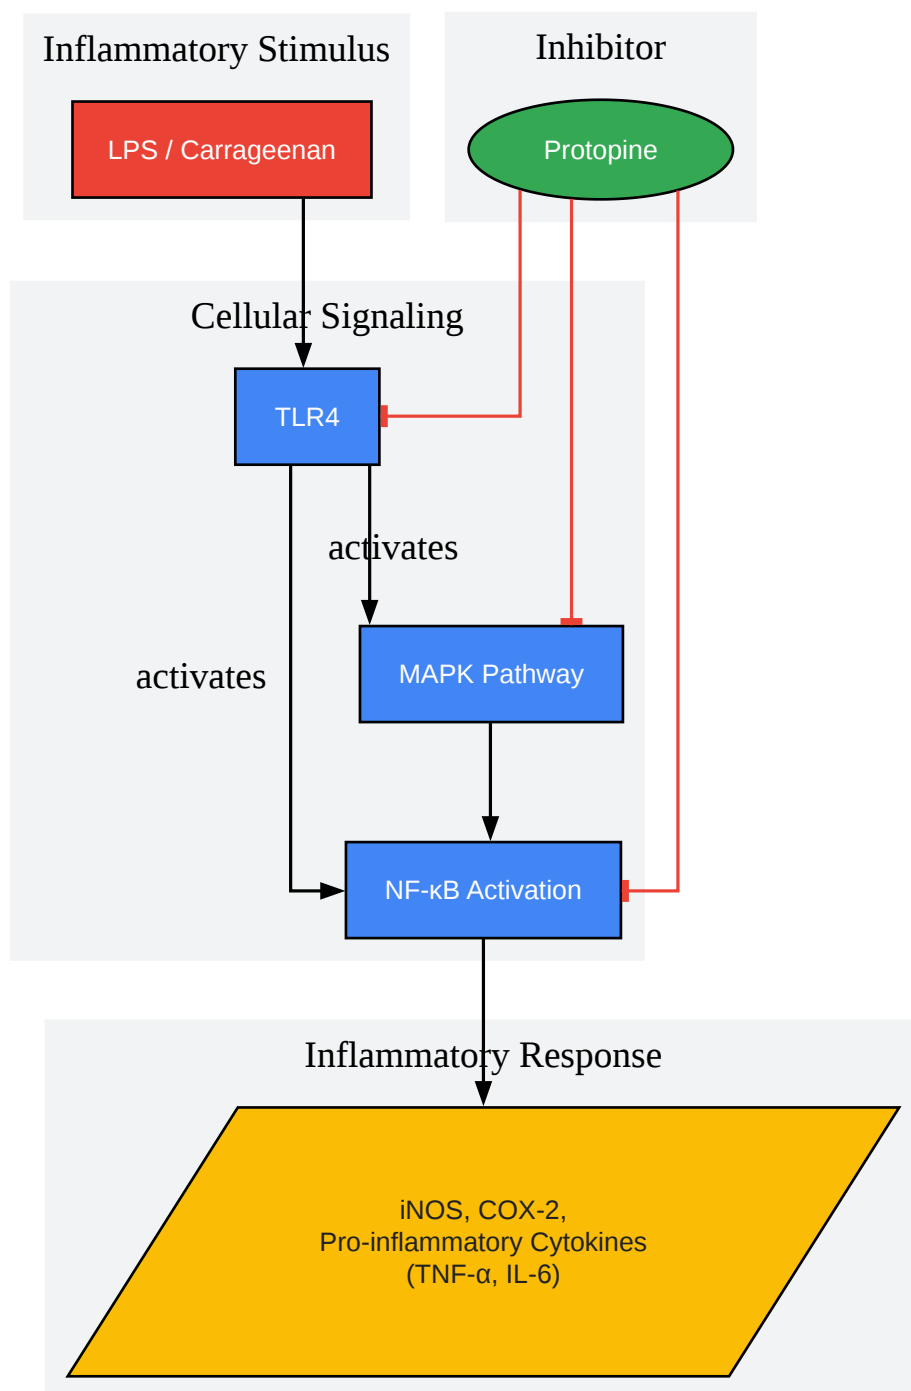 Inflammatory Stimulus
Inhibitor
LPS / Carrageenan
Protopine
Cellular Signaling
TLR4
activates
MAPK Pathway
activates
NF-κB Activation
Inflammatory Response
iNOS, COX-2,
Pro-inflammatory Cytokines
(TNF-α, IL-6)